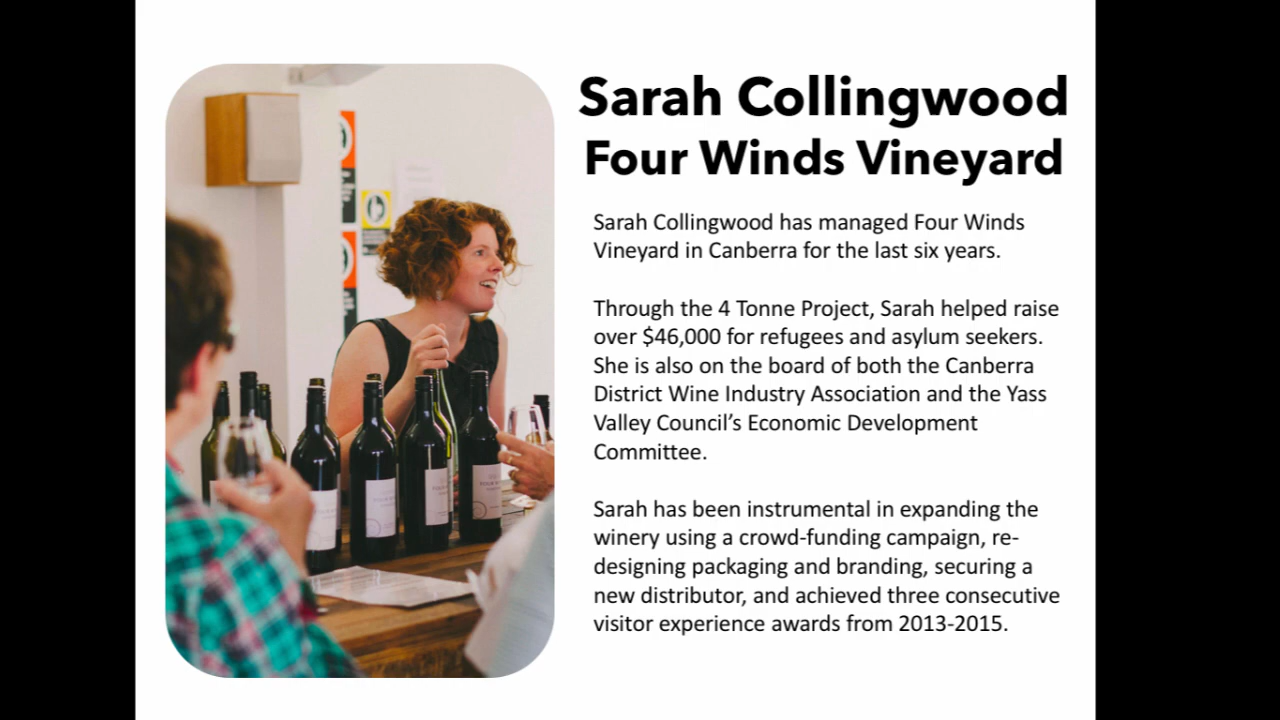 Sarah Collingwood
Four Winds Vineyard
Sarah Collingwood has managed Four Winds
Vineyard in Canberra for the last six years.
Through the 4 Tonne Project, Sarah helped raise
over $46,000 for refugees and asylum seekers.
She is also on the board of both the Canberra
District Wine Industry Association and the Yass
Valley Council’s Economic Development
Committee.
Sarah has been instrumental in expanding the
winery using a crowd-funding campaign, re-
designing packaging and branding, securing a
new distributor, and achieved three consecutive
visitor experience awards from 2013-2015.